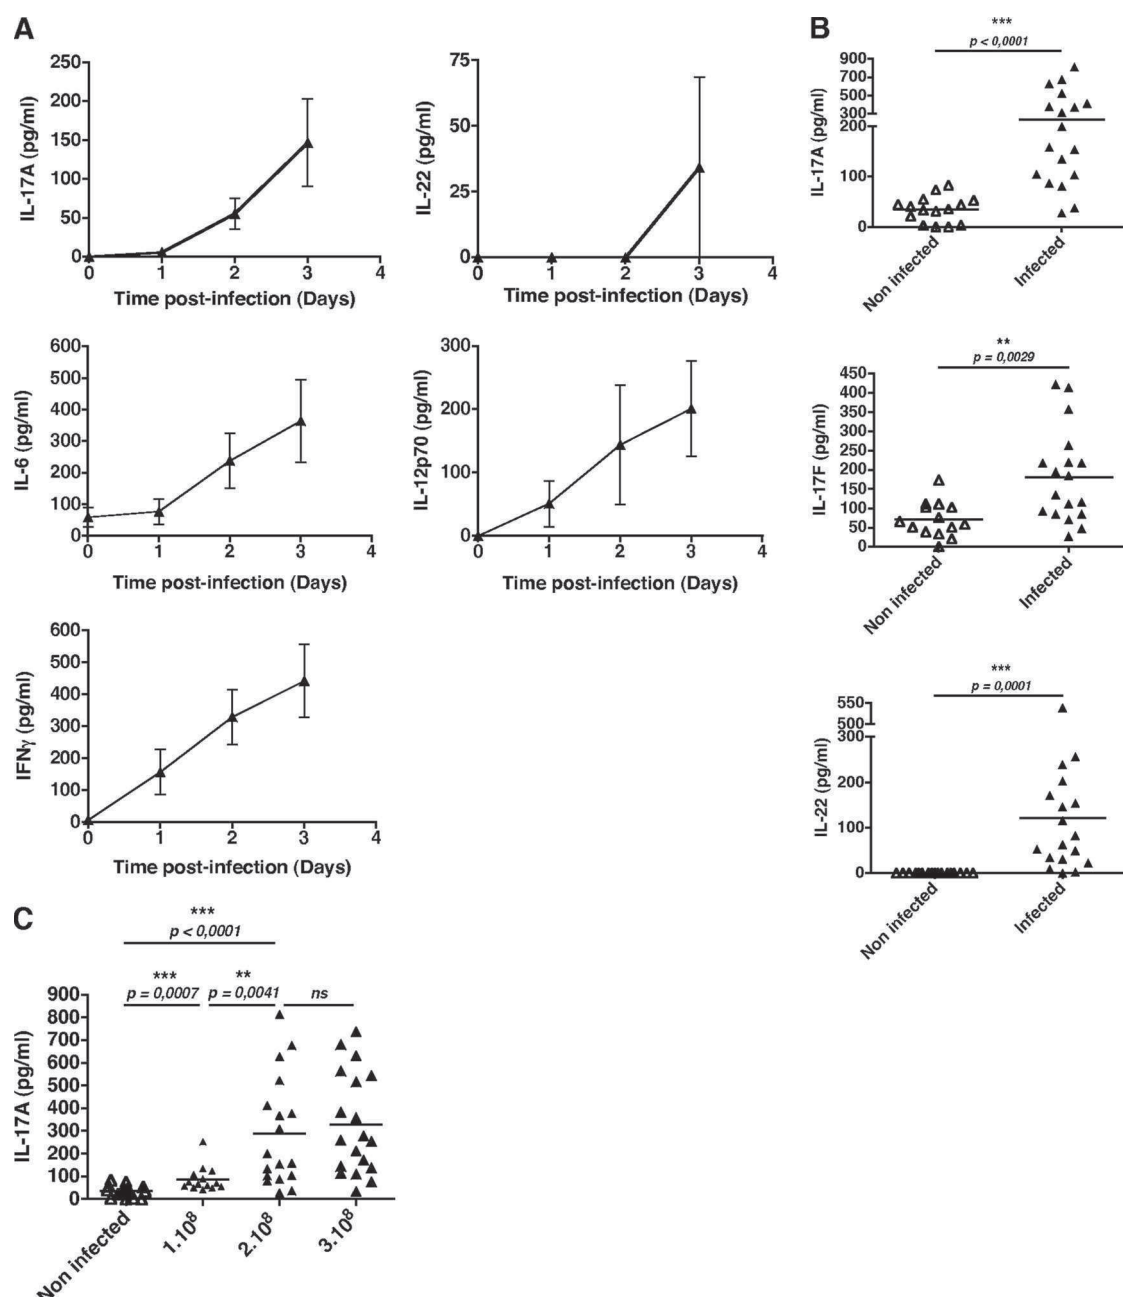 A
IL-17A (pg/ml)
250
200
150
100
50
0
0 1 2 3 4
Time post-infection (Days)
IL-22 (pg/ml)
75
50
25
0
0 1 2 3 4
Time post-infection (Days)
IL-6 (pg/ml)
600
500
400
300
200
100
0
0 1 2 3 4
Time post-infection (Days)
IL-12p70 (pg/ml)
300
200
100
0
0 1 2 3 4
Time post-infection (Days)
IFNγ (pg/ml)
600
500
400
300
200
100
0
0 1 2 3 4
Time post-infection (Days)
B
***
p < 0,0001
IL-17A (pg/ml)
900
700
500
300
200
100
0
Non infected
Infected
**
p = 0,0029
IL-17F (pg/ml)
450
400
350
300
250
200
150
100
50
0
Non infected
Infected
***
p = 0,0001
IL-22 (pg/ml)
550
500
300
200
100
0
Non infected
Infected
C
***
p < 0,0001
*** ** ns
p = 0,0007 p = 0,0041
IL-17A (pg/ml)
900
800
700
600
500
400
300
200
100
0
Non infected
1.10⁸
2.10⁸
3.10⁸